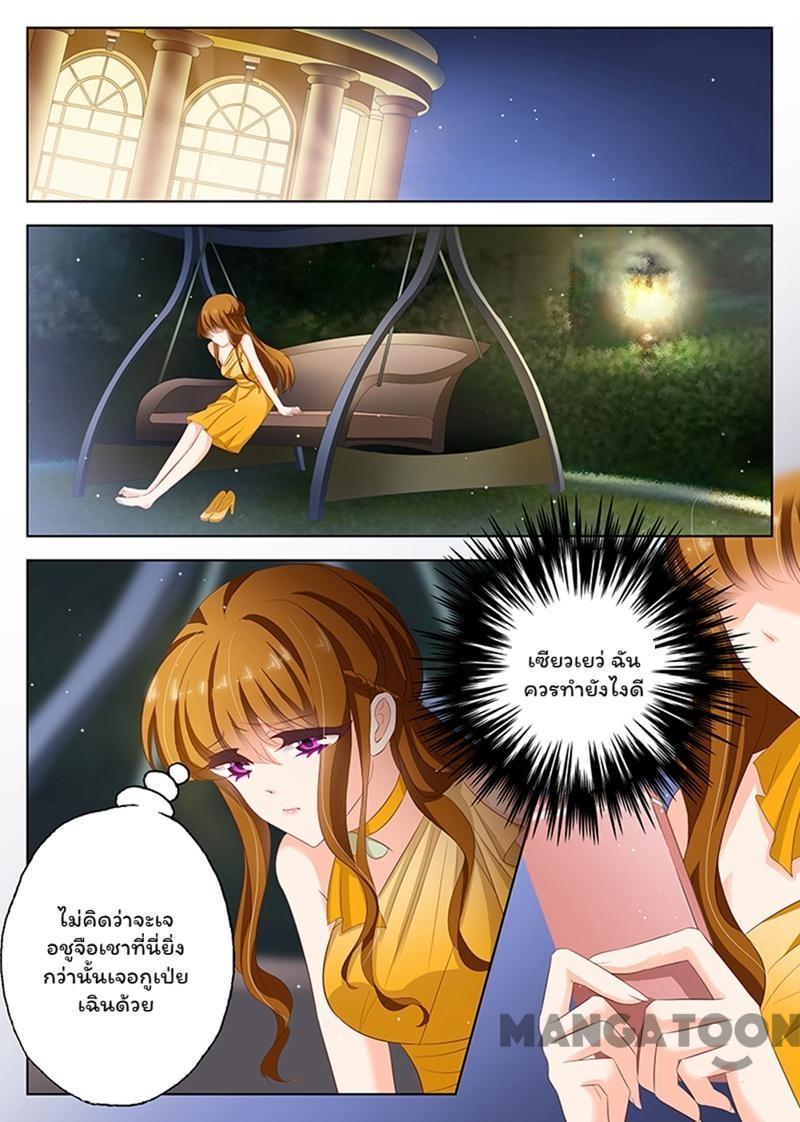 เซียวเยว่ ฉัน
ควรทำยังไงดี
ไม่คิดว่าจะเจ
อซูจือเชาที่นี่ยิ่ง
กว่านั้นเจอกูเป่ย
เฉินด้วย
MANGATOON